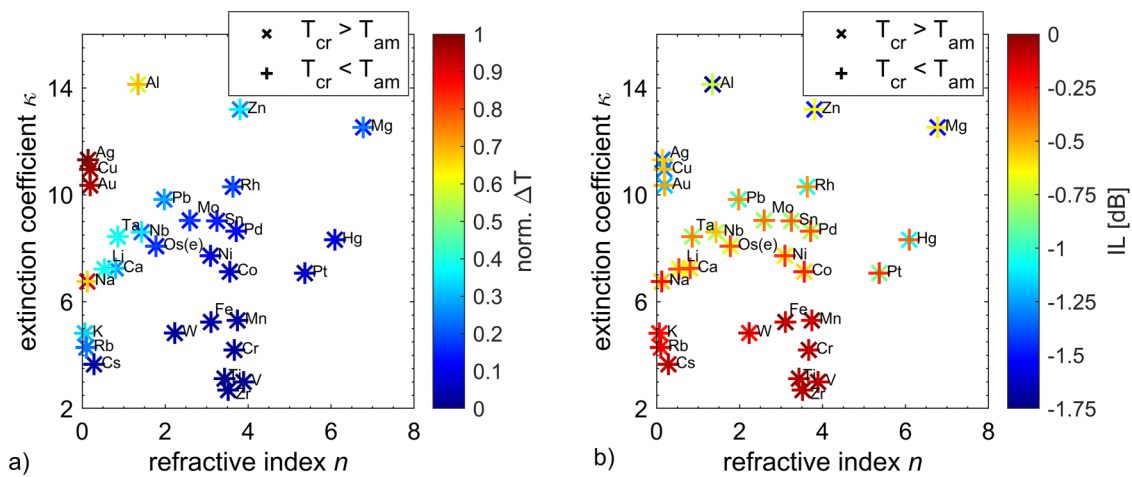 T_cr > T_am
T_cr < T_am
extinction coefficient κ
14
10
6
2
0
2
4
6
8
refractive index n
a)
Al
Zn
Mg
Ag
Cu
Au
Pb
Rh
Mo
Sn
Pd
Ta
Nb
Os(e)
Hg
Ni
Li
Ca
Co
Pt
Na
Fe
Mn
K
W
Rb
Cr
Cs
Ti
V
Zr
1
0.9
0.8
0.7
0.6
0.5
0.4
0.3
0.2
0.1
0
norm. ΔT
T_cr > T_am
T_cr < T_am
extinction coefficient κ
14
10
6
2
0
2
4
6
8
refractive index n
b)
Al
Zn
Mg
Ag
Cu
Au
Pb
Rh
Mo
Sn
Pd
Ta
Nb
Os(e)
Hg
Ni
Li
Ca
Co
Pt
Na
Fe
Mn
K
W
Rb
Cr
Cs
Ti
V
Zr
0
-0.25
-0.5
-0.75
-1
-1.25
-1.5
-1.75
IL [dB]